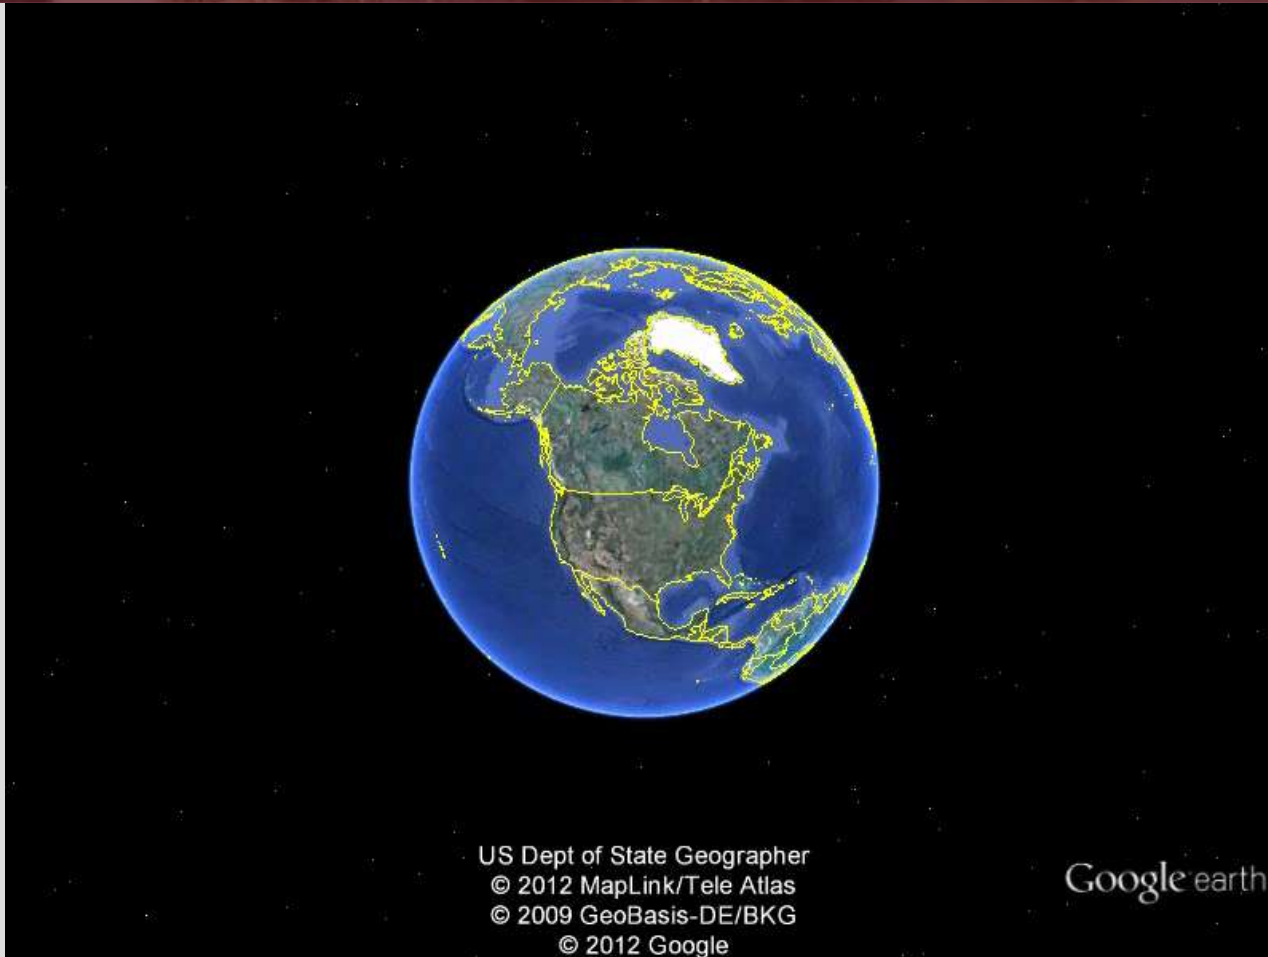 US Dept of State Geographer
© 2012 MapLink/Tele Atlas
© 2009 GeoBasis-DE/BKG
© 2012 Google
Google earth